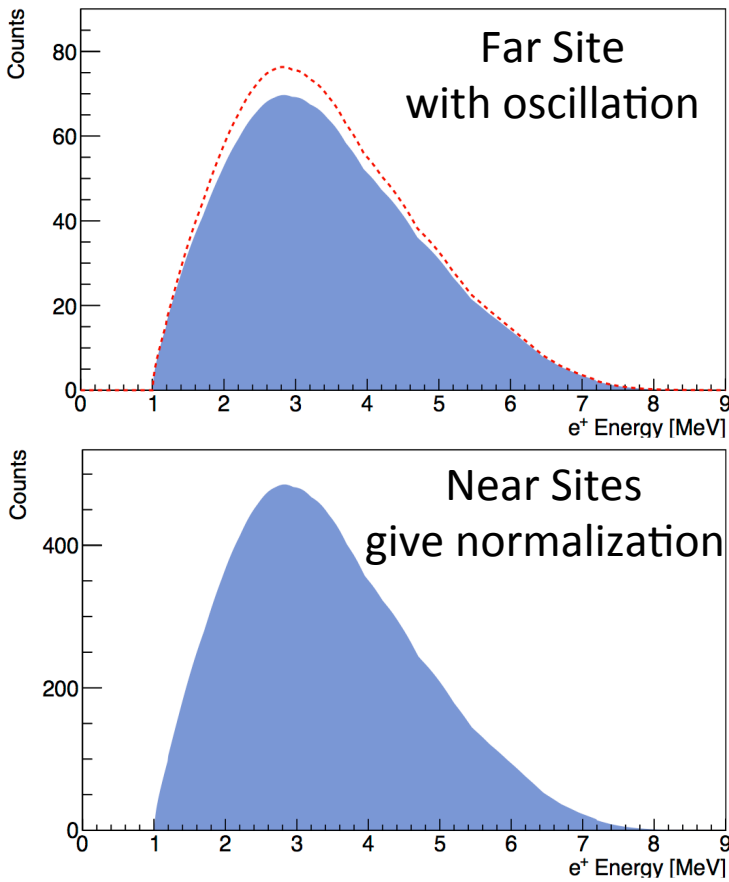 Far Site
with oscillation
Counts
80
60
40
20
0
0 1 2 3 4 5 6 7 8 9
e⁺ Energy [MeV]
Near Sites
give normalization
Counts
400
200
0
0 1 2 3 4 5 6 7 8 9
e⁺ Energy [MeV]